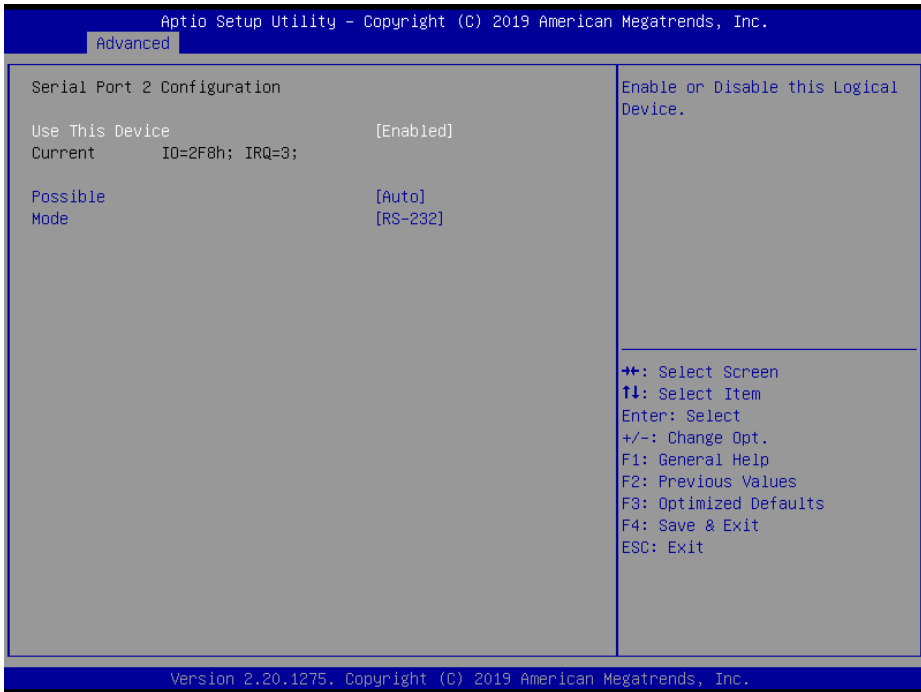 Aptio Setup Utility – Copyright (C) 2019 American Megatrends, Inc.
Advanced
Serial Port 2 Configuration
Use This Device [Enabled]
Current IO=2F8h; IRQ=3;
Possible [Auto]
Mode [RS-232]
Enable or Disable this Logical
Device.
→←: Select Screen
↑↓: Select Item
Enter: Select
+/-: Change Opt.
F1: General Help
F2: Previous Values
F3: Optimized Defaults
F4: Save & Exit
ESC: Exit
Version 2.20.1275. Copyright (C) 2019 American Megatrends, Inc.